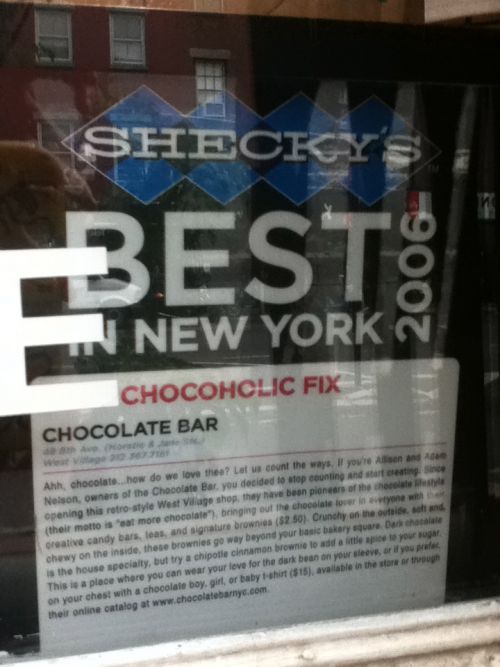 SHECKY'S
BEST
IN NEW YORK 2006
E
CHOCOHOLIC FIX
CHOCOLATE BAR
48 8th Ave. (Horatio & Jane Sts.)
West Village 212.367.7181
Ahh, chocolate...how do we love thee? Let us count the ways. If you're Allison and Adam
Nelson, owners of the Chocolate Bar, you decided to stop counting and start creating. Since
opening this retro-style West Village shop, they have been pioneers of the chocolate lifestyle
(their motto is "eat more chocolate"), bringing out the chocolate lover in everyone with their
creative candy bars, teas, and signature brownies ($2.50). Crunchy on the outside, soft and
chewy on the inside, these brownies go way beyond your basic bakery square. Dark chocolate
is the house specialty, but try a chipotle cinnamon brownie to add a little spice to your sugar.
This is a place where you can wear your love for the dark bean on your sleeve, or if you prefer,
on your chest with a chocolate boy, girl, or baby t-shirt ($15), available in the store or through
their online catalog at www.chocolatebarnyc.com.